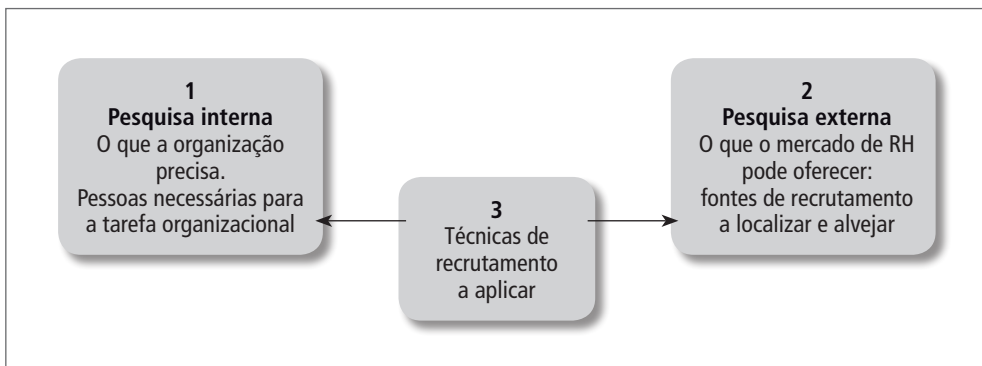 1
Pesquisa interna
O que a organização
precisa.
Pessoas necessárias para
a tarefa organizacional
2
Pesquisa externa
O que o mercado de RH
pode oferecer:
fontes de recrutamento
a localizar e alvejar
3
Técnicas de
recrutamento
a aplicar